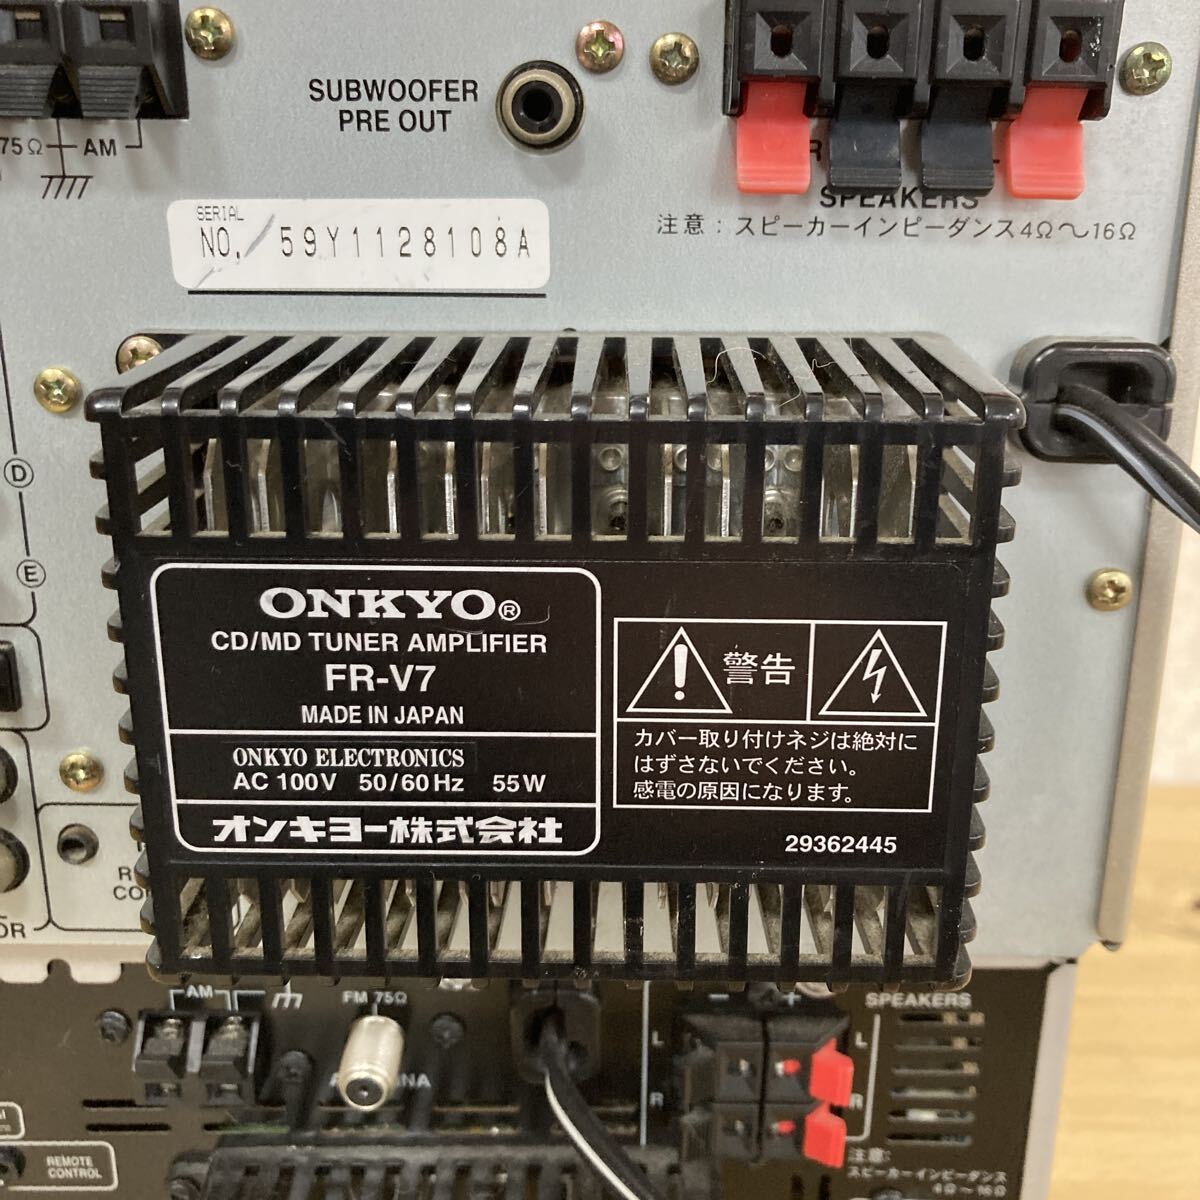 SUBWOOFER
PRE OUT
75Ω
AM
SPEAKERS
注意：スピーカーインピーダンス4Ω～16Ω
SERIAL
NO. 59Y1128108A
D
E
ONKYO®
CD/MD TUNER AMPLIFIER
FR-V7
MADE IN JAPAN
ONKYO ELECTRONICS
AC 100V 50/60Hz 55W
オンキヨー株式会社
警告
カバー取り付けネジは絶対に
はずさないでください。
感電の原因になります。
29362445
AM
FM 75Ω
L
R
− +
SPEAKERS
L
R
注意:
スピーカーインピーダンス
4Ω～16Ω
REMOTE
CONTROL